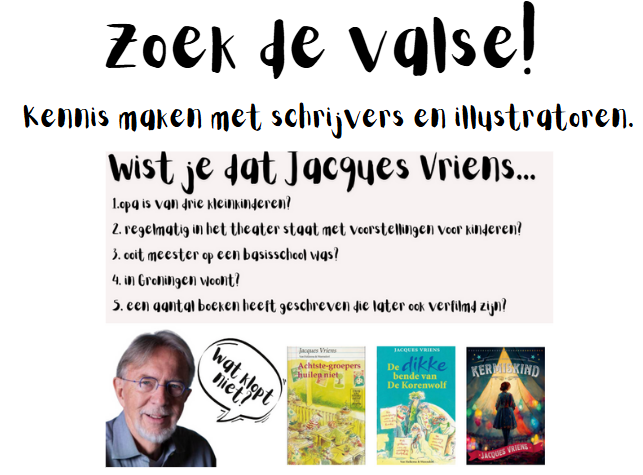 Zoek de valse!
Kennis maken met schrijvers en illustratoren.
Wist je dat Jacques Vriens...
1.opa is van drie kleinkinderen?
2. regelmatig in het theater staat met voorstellingen voor kinderen?
3. ooit meester op een basisschool was?
4. in Groningen woont?
5. een aantal boeken heeft geschreven die later ook verfilmd zijn?
Wat klopt
niet?
Jacques Vriens
Achtste-groepers
huilen niet
JACQUES VRIENS
De dikke
bende van
De Korenwolf
KERMISKIND
JACQUES VRIENS